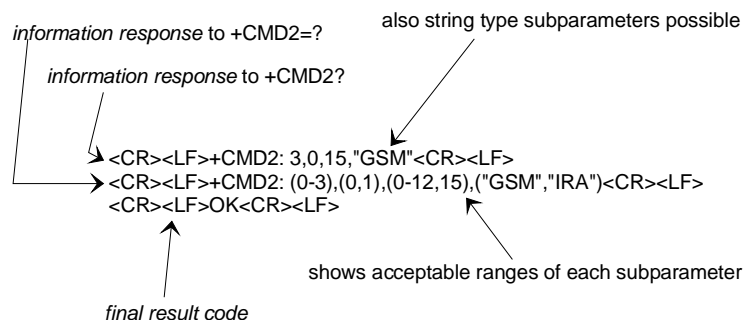 also string type subparameters possible
information response to +CMD2=?
information response to +CMD2?
<CR><LF>+CMD2: 3,0,15,"GSM"<CR><LF>
<CR><LF>+CMD2: (0-3),(0,1),(0-12,15),("GSM","IRA")<CR><LF>
<CR><LF>OK<CR><LF>
shows acceptable ranges of each subparameter
final result code